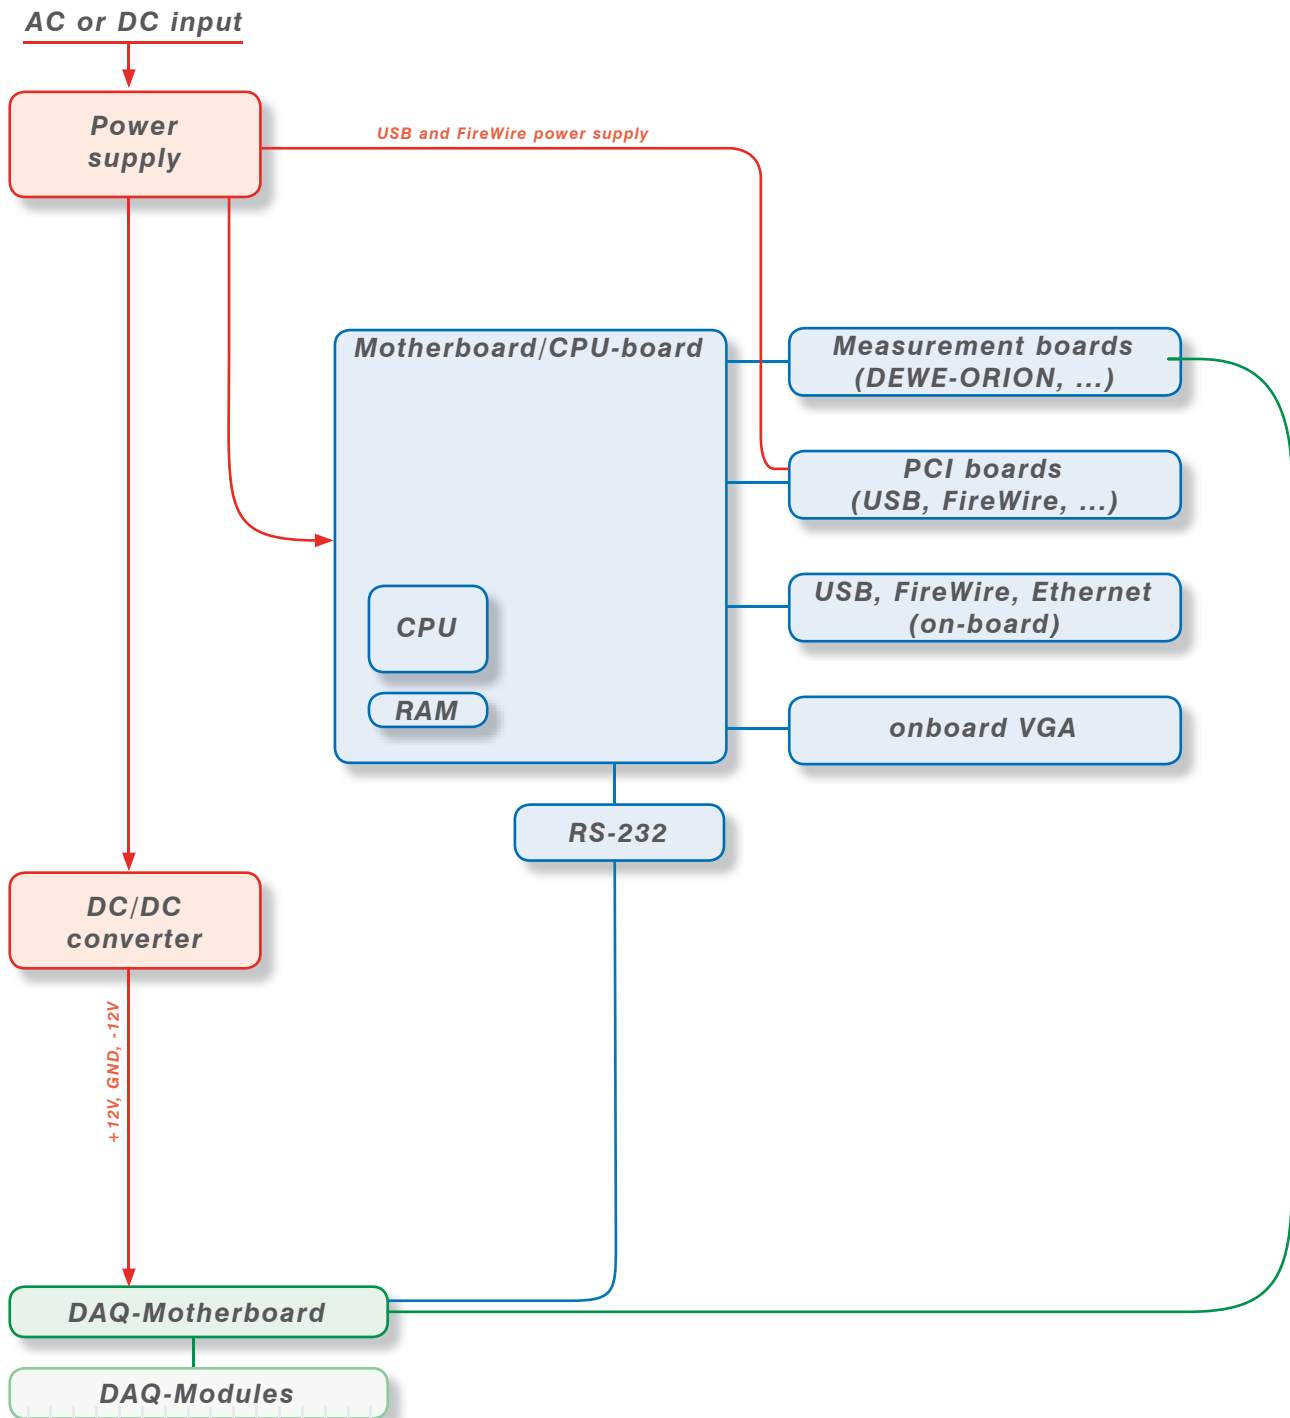 AC or DC input
Power
supply
USB and FireWire power supply
Motherboard/CPU-board
Measurement boards
(DEWE-ORION, ...)
PCI boards
(USB, FireWire, ...)
USB, FireWire, Ethernet
(on-board)
CPU
RAM
onboard VGA
RS-232
DC/DC
converter
+12V, GND, -12V
DAQ-Motherboard
DAQ-Modules